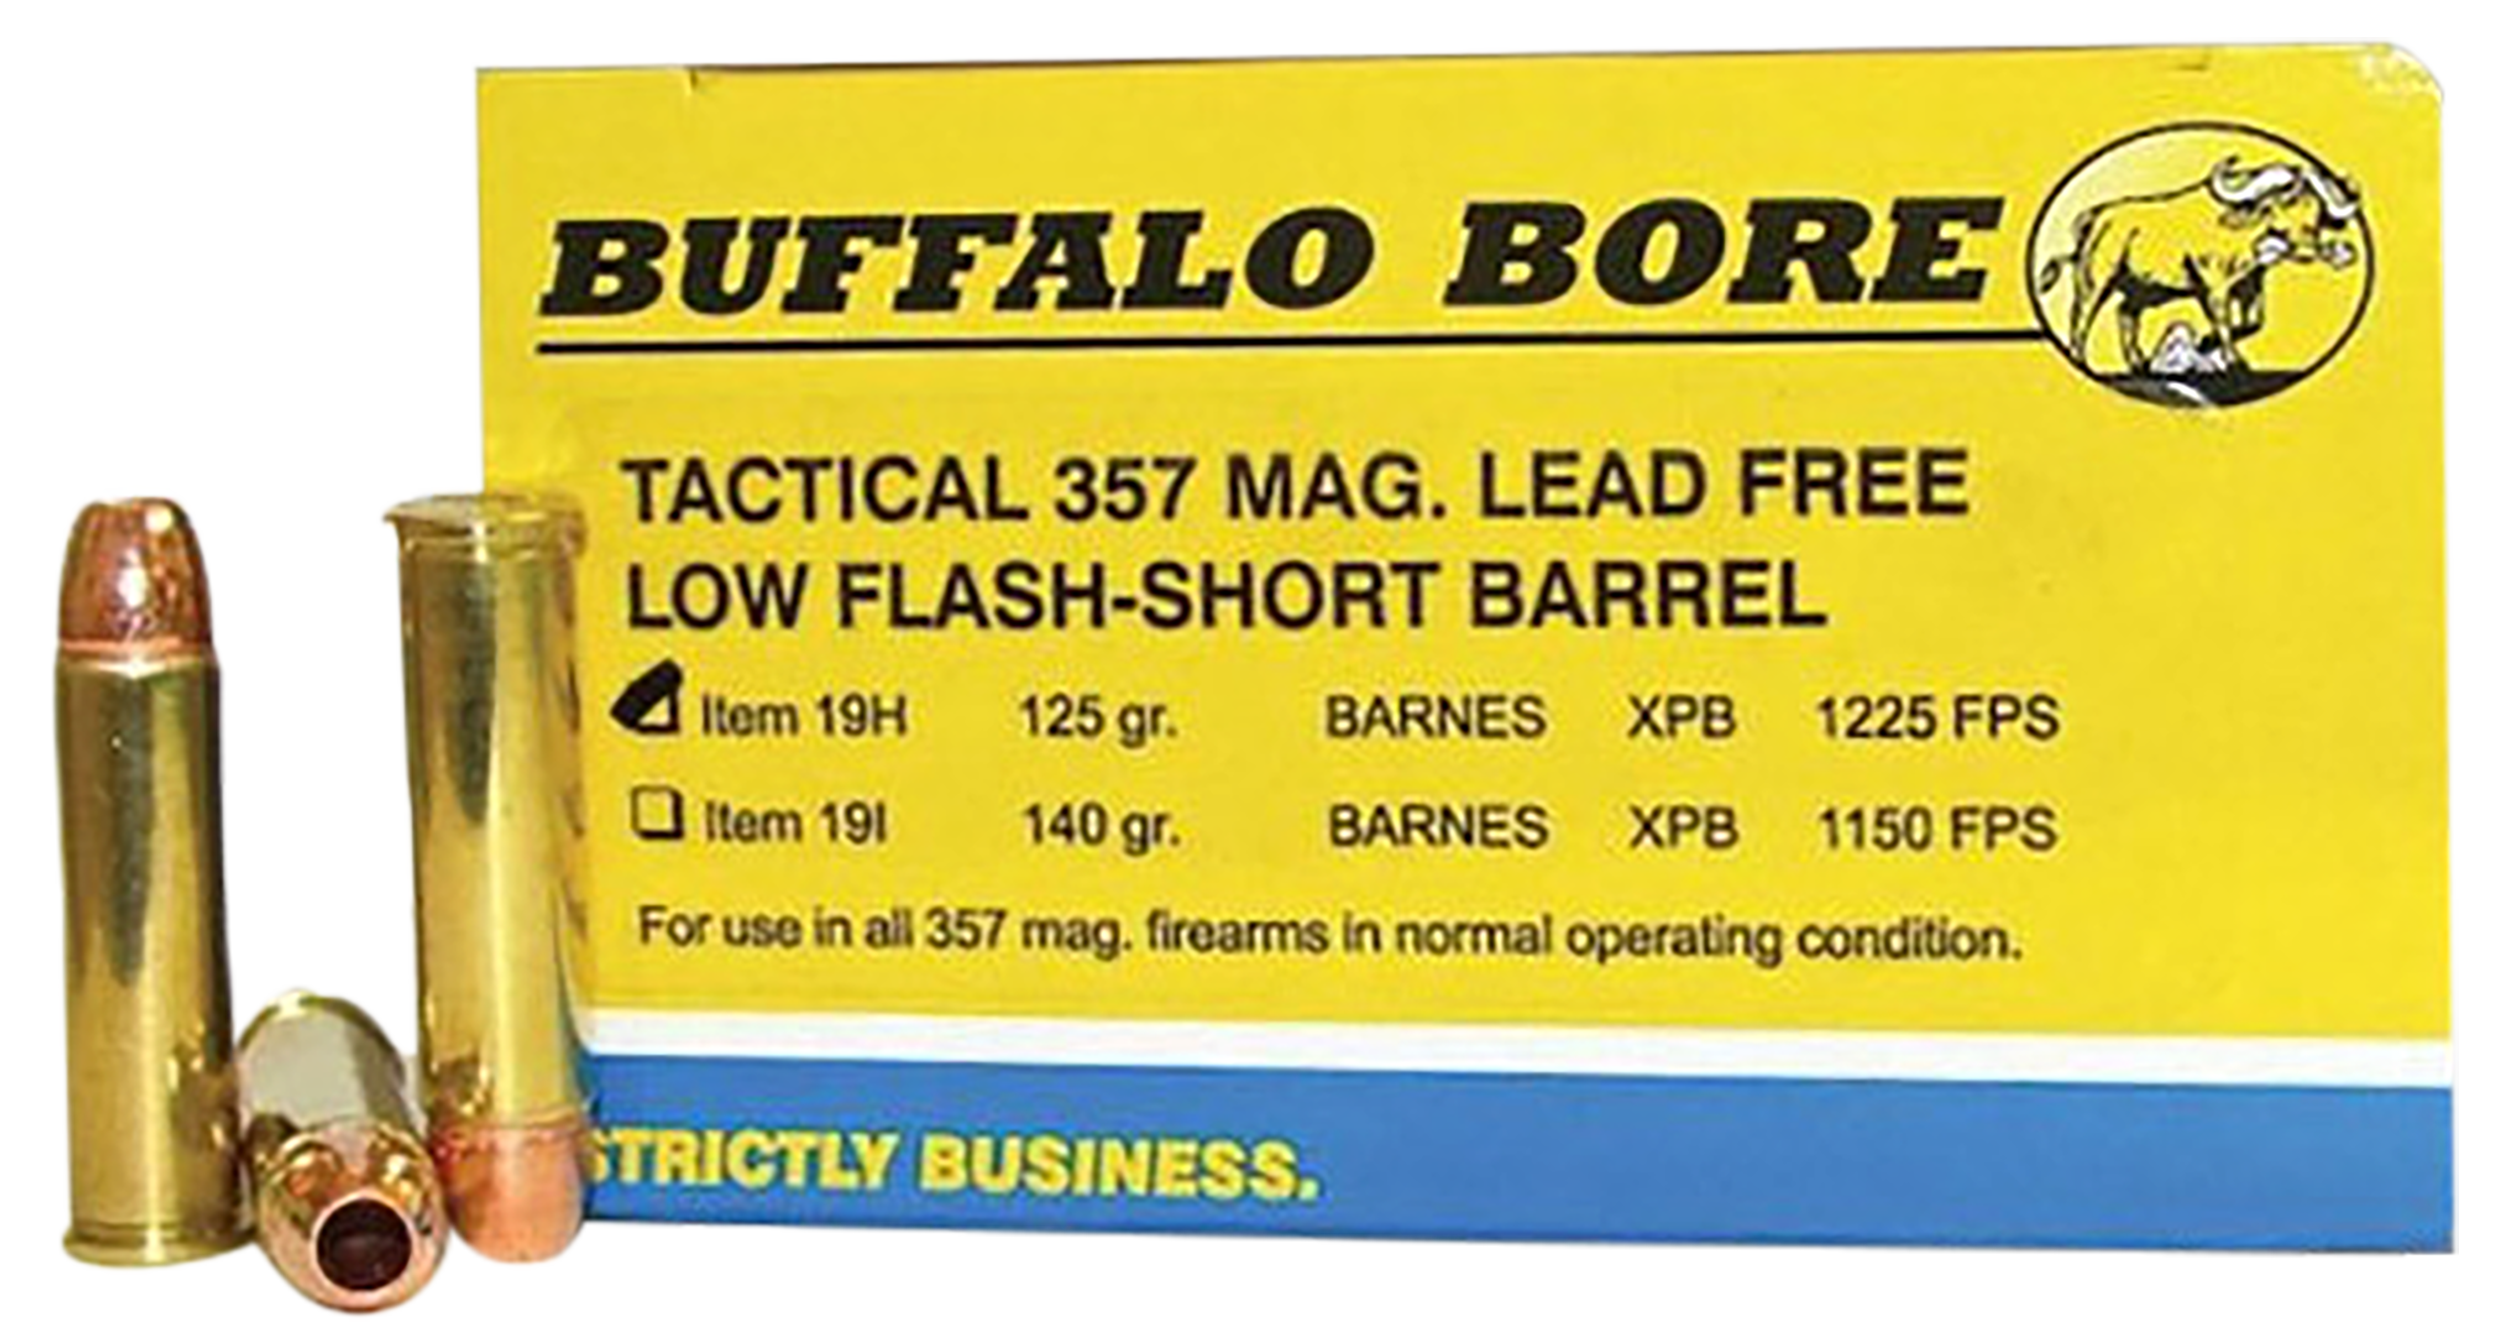 BUFFALO BORE
TACTICAL 357 MAG. LEAD FREE
LOW FLASH-SHORT BARREL
Item 19H 125 gr. BARNES XPB 1225 FPS
Item 19I 140 gr. BARNES XPB 1150 FPS
For use in all 357 mag. firearms in normal operating condition.
STRICTLY BUSINESS.